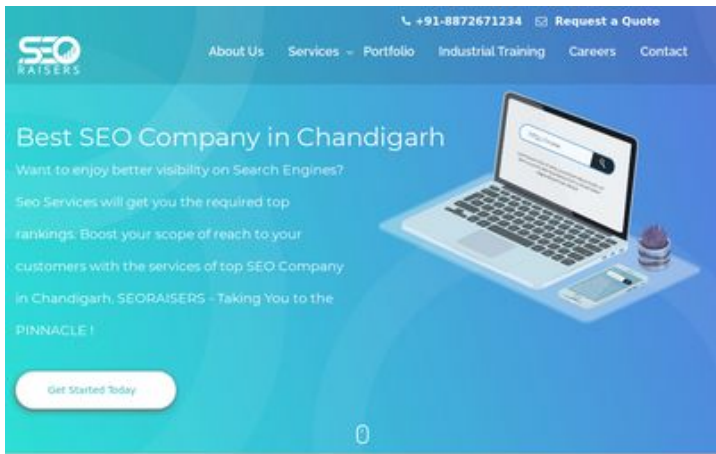 +91-8872671234 Request a Quote
SEO
RAISERS
About Us Services Portfolio Industrial Training Careers Contact
Best SEO Company in Chandigarh
Want to enjoy better visibility on Search Engines?
Seo Services will get you the required top
rankings. Boost your scope of reach to your
customers with the services of top SEO Company
in Chandigarh, SEORAISERS - Taking You to the
PINNACLE !
Get Started Today